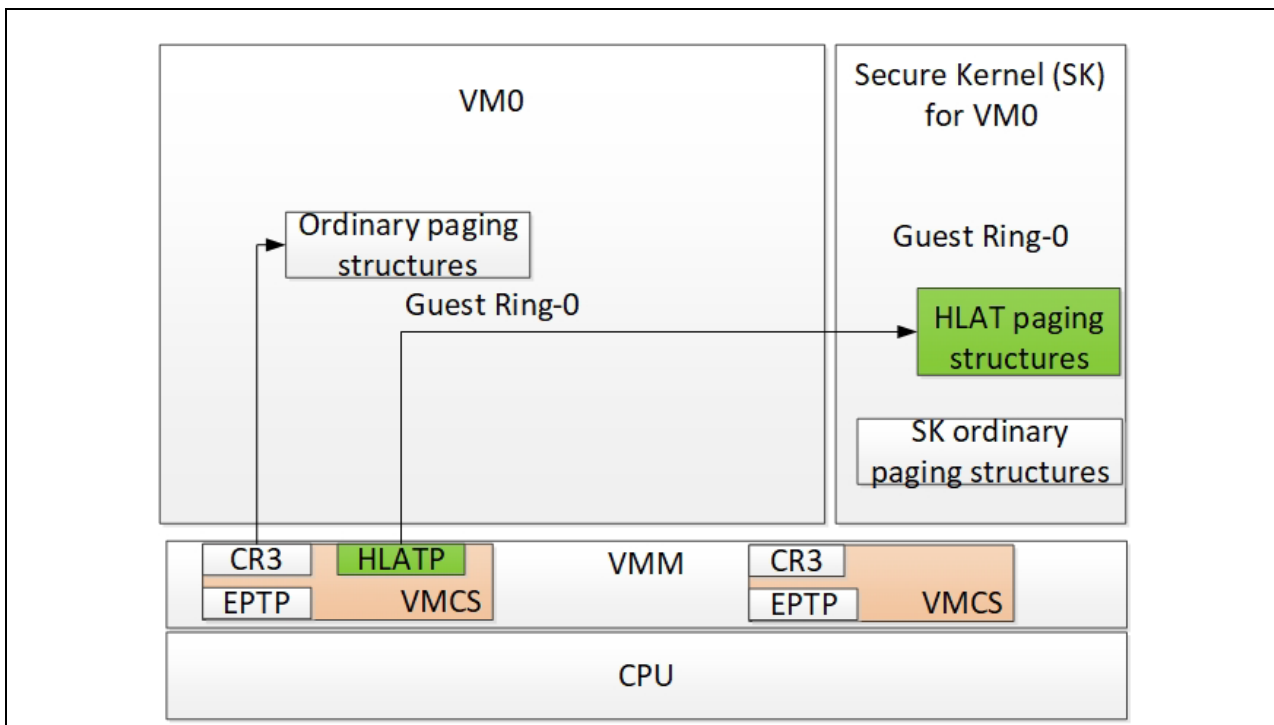 VM0
Secure Kernel (SK)
for VM0
Ordinary paging
structures
Guest Ring-0
Guest Ring-0
HLAT paging
structures
SK ordinary
paging structures
CR3
HLATP
EPTP
VMCS
VMM
CR3
EPTP
VMCS
CPU